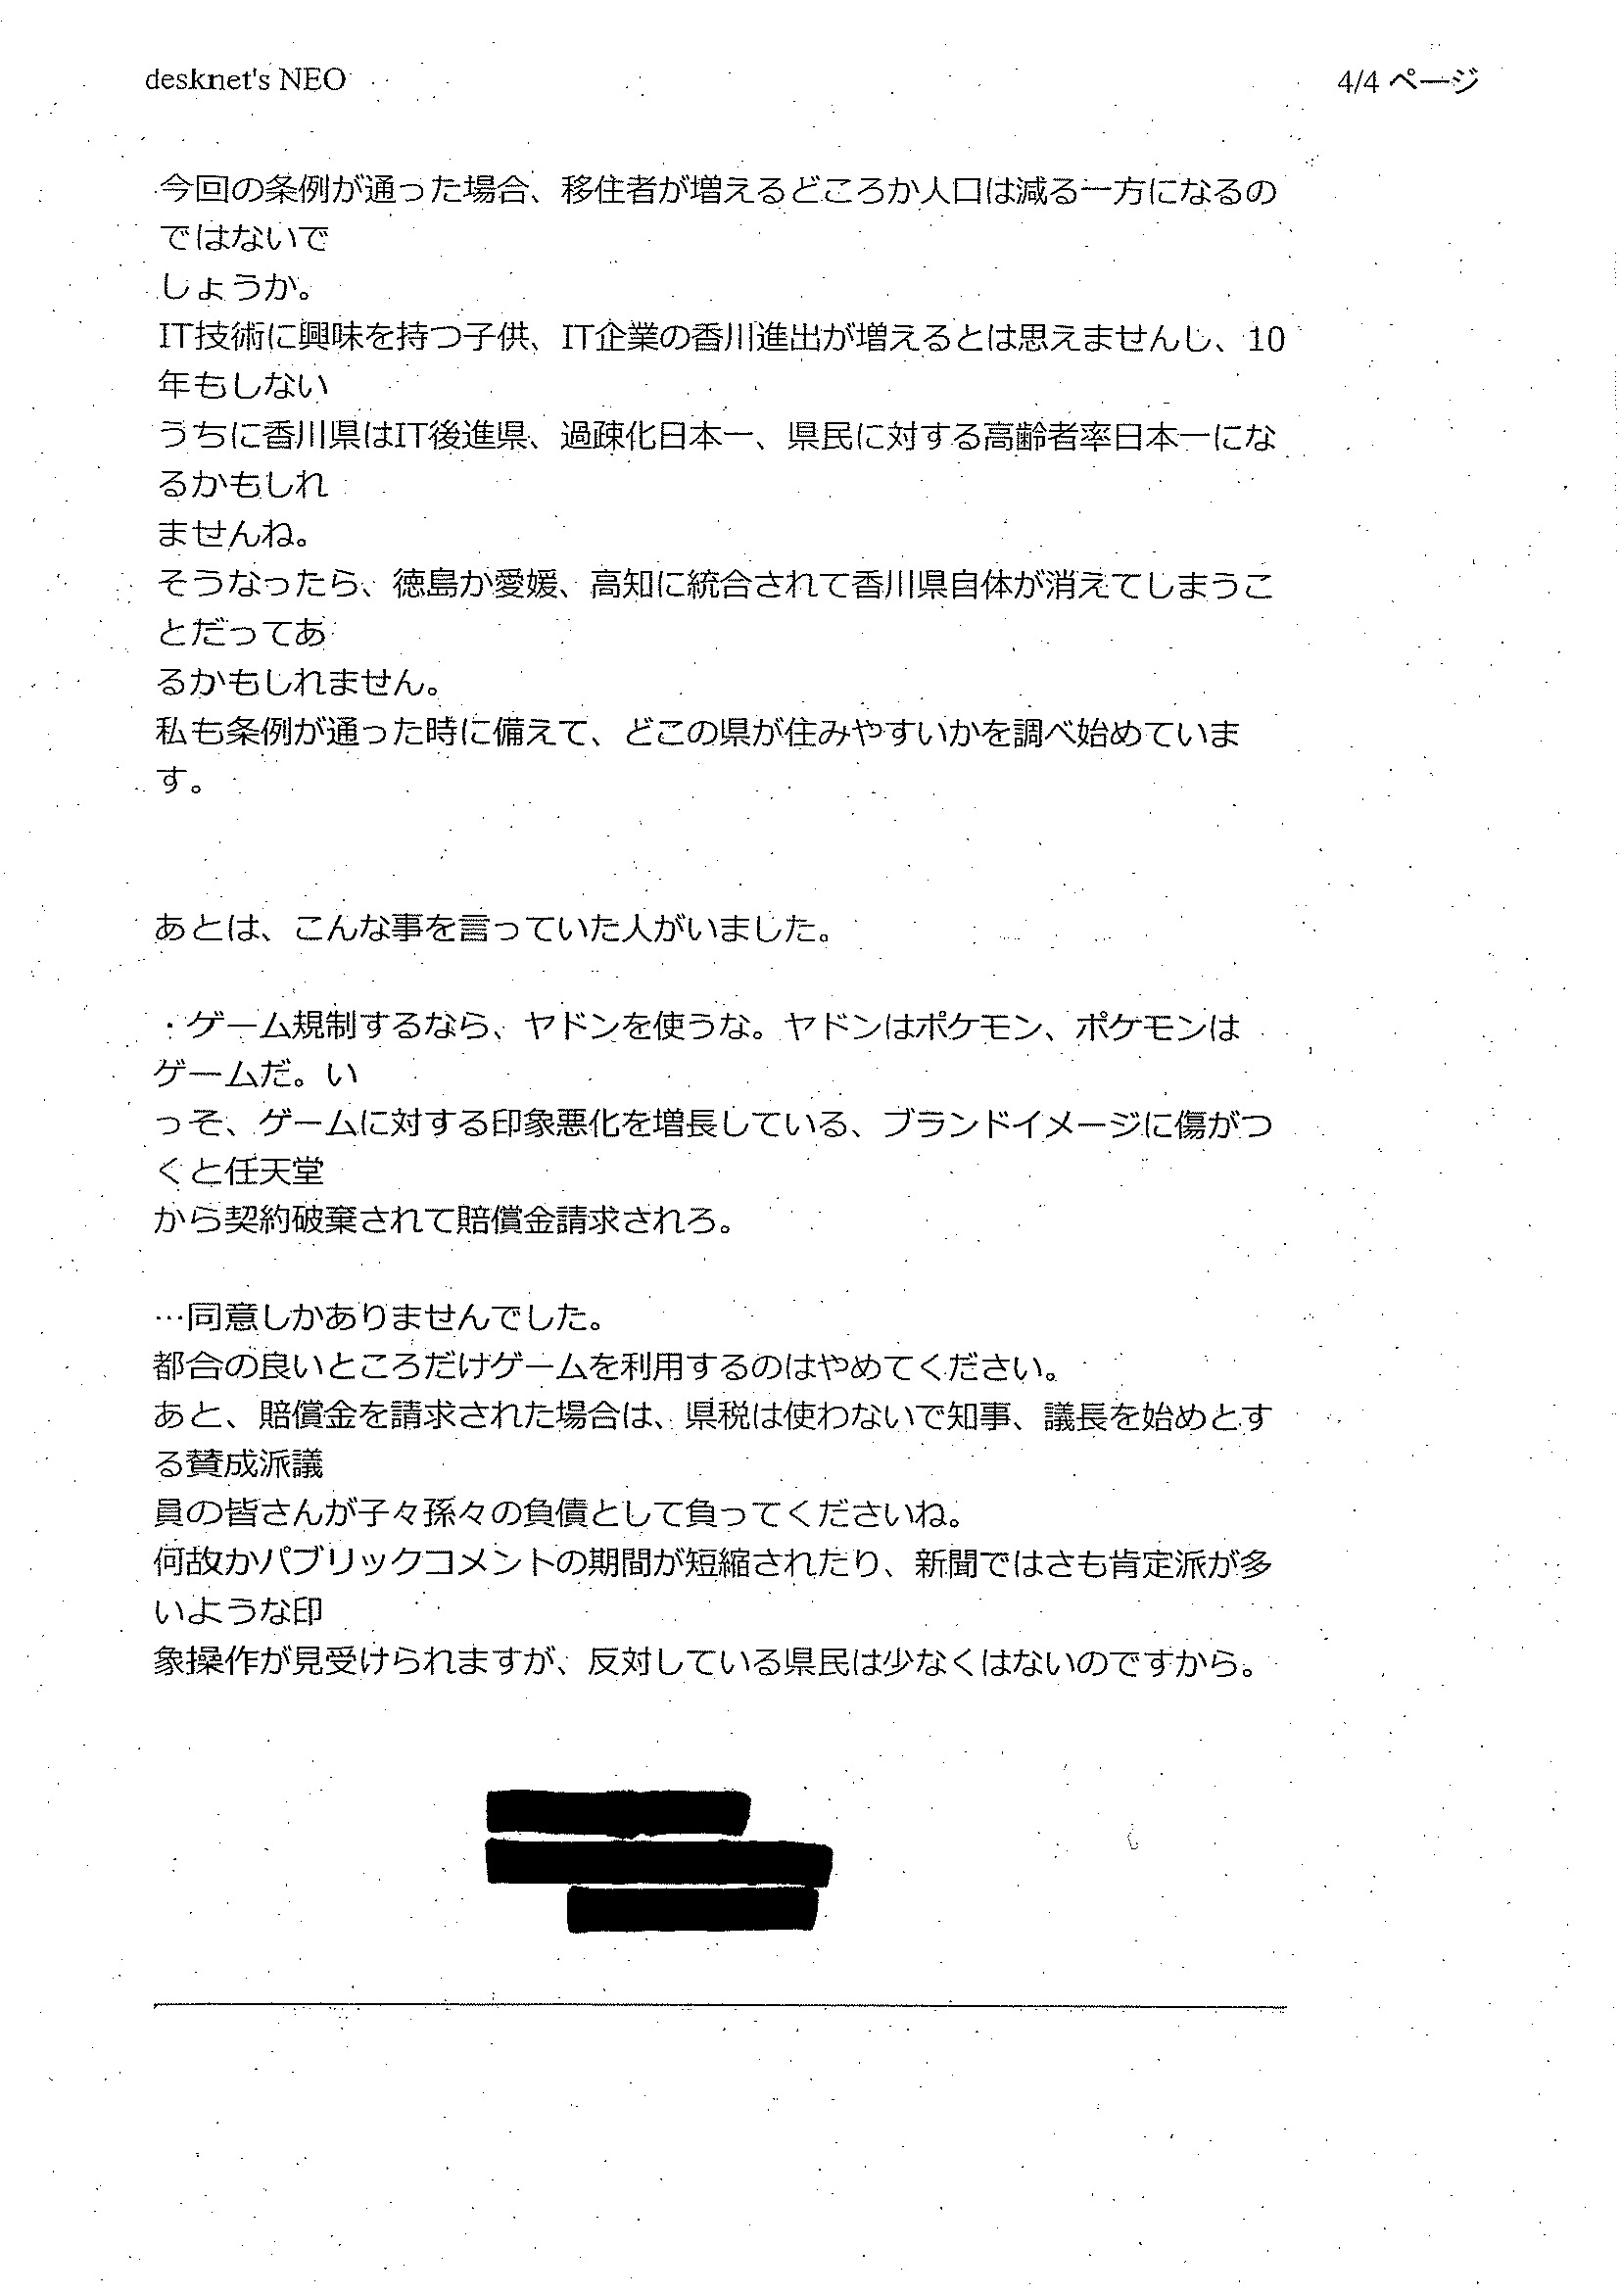 desknet's NEO
4/4 ページ
今回の条例が通った場合、移住者が増えるどころか人口は減る一方になるの
ではないで
しょうか。
IT技術に興味を持つ子供、IT企業の香川進出が増えるとは思えませんし、10
年もしない
うちに香川県はIT後進県、過疎化日本一、県民に対する高齢者率日本一にな
るかもしれ
ませんね。
そうなったら、徳島か愛媛、高知に統合されて香川県自体が消えてしまうこ
とだってあ
るかもしれません。
私も条例が通った時に備えて、どこの県が住みやすいかを調べ始めていま
す。
あとは、こんな事を言っていた人がいました。
・ゲーム規制するなら、ヤドンを使うな。ヤドンはポケモン、ポケモンは
ゲームだ。い
っそ、ゲームに対する印象悪化を増長している、ブランドイメージに傷がつ
くと任天堂
から契約破棄されて賠償金請求されろ。
…同意しかありませんでした。
都合の良いところだけゲームを利用するのはやめてください。
あと、賠償金を請求された場合は、県税は使わないで知事、議長を始めとす
る賛成派議
員の皆さんが子々孫々の負債として負ってくださいね。
何故かパブリックコメントの期間が短縮されたり、新聞ではさも肯定派が多
いような印
象操作が見受けられますが、反対している県民は少なくはないのですから。